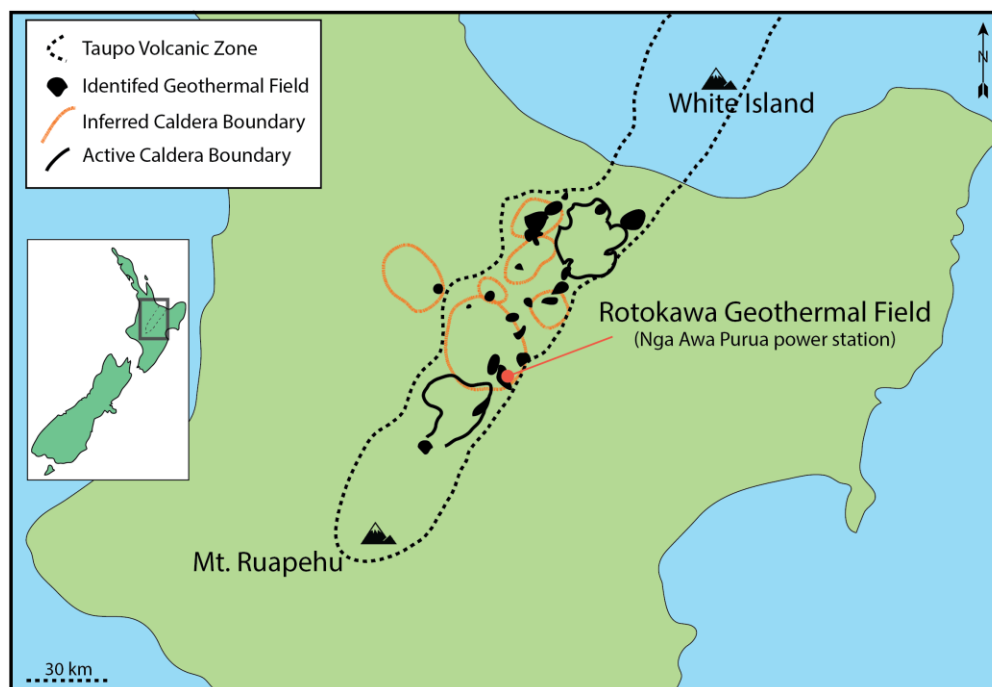 Taupo Volcanic Zone
Identifed Geothermal Field
Inferred Caldera Boundary
Active Caldera Boundary
N
White Island
Rotokawa Geothermal Field
(Nga Awa Purua power station)
Mt. Ruapehu
30 km